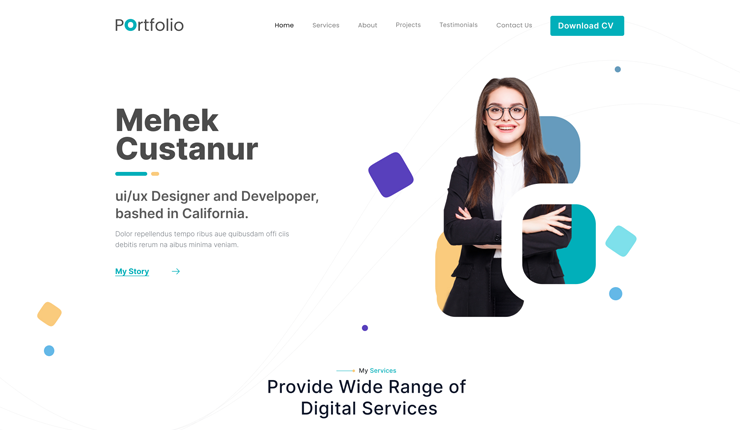 Portfolio
Home Services About Projects Testimonials Contact Us Download CV
Mehek
Custanur
ui/ux Designer and Develpoper,
bashed in California.
Dolor repellendus tempo ribus aue quibusdam offi ciis
debitis rerum na aibus minima veniam.
My Story
My Services
Provide Wide Range of
Digital Services